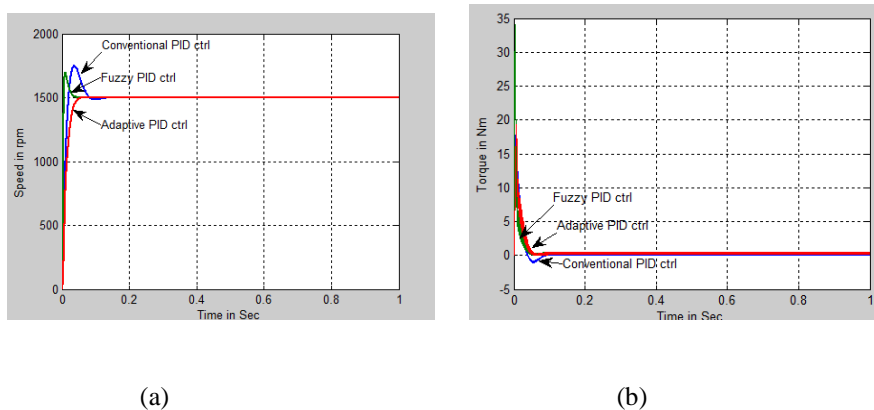 2000
1500
1000
500
0
Speed in rpm
Conventional PID ctrl
Fuzzy PID ctrl
Adaptive PID ctrl
0 0.2 0.4 0.6 0.8 1
Time in Sec
35
30
25
20
15
10
5
0
-5
Torque in Nm
Fuzzy PID ctrl
Adaptive PID ctrl
Conventional PID ctrl
0 0.2 0.4 0.6 0.8 1
Time in Sec
(a)
(b)